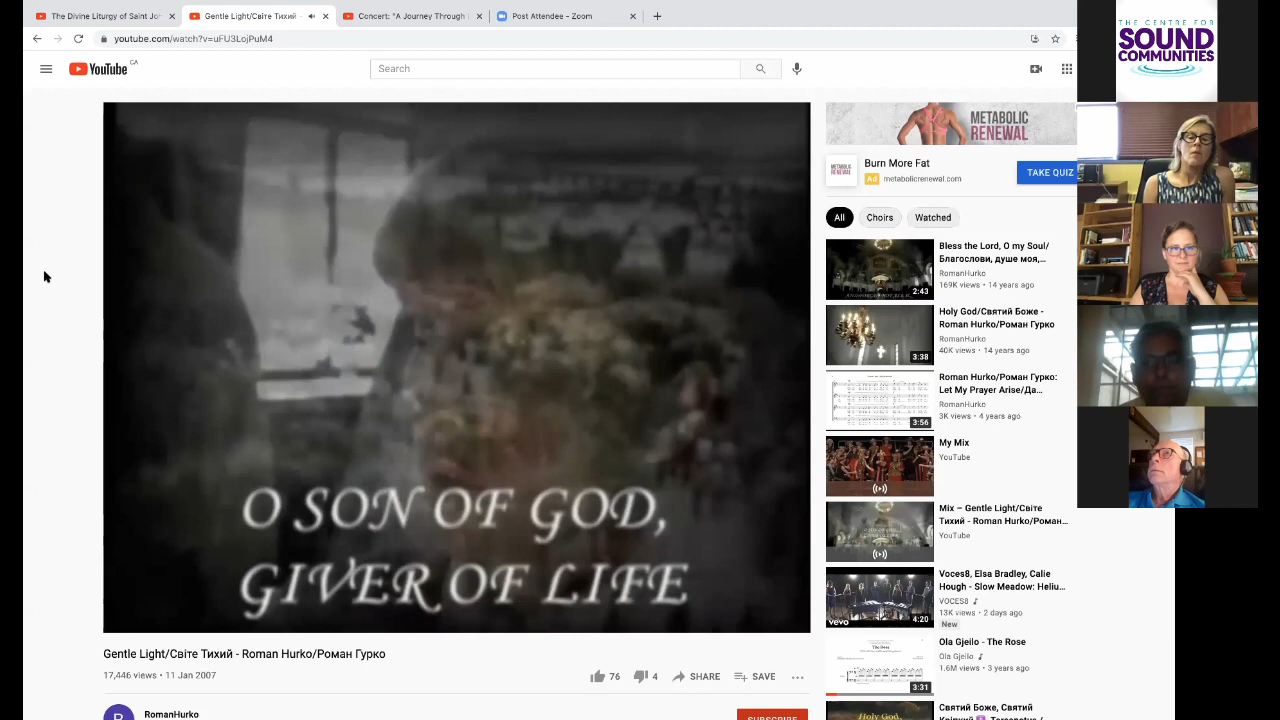 The Divine Liturgy of Saint Jo
Gentle Light/Світе Тихий -
Concert: "A Journey Through
Post Attendee - Zoom
youtube.com/watch?v=uFU3LojPuM4
YouTube
CA
Search
O SON OF GOD,
GIVER OF LIFE
Gentle Light/Світе Тихий - Roman Hurko/Роман Гурко
17,446 views • 11 Jan 2007
SHARE
SAVE
R
RomanHurko
SUBSCRIBE
METABOLIC
RENEWAL
METABOLIC
RENEWAL
Burn More Fat
Ad metabolicrenewal.com
TAKE QUIZ
All
Choirs
Watched
Bless the Lord, O my Soul/
Благослови, душе моя,...
RomanHurko
169K views • 14 years ago
2:43
Holy God/Святий Боже -
Roman Hurko/Роман Гурко
RomanHurko
40K views • 14 years ago
3:38
Roman Hurko/Роман Гурко:
Let My Prayer Arise/Да...
RomanHurko
3K views • 4 years ago
3:56
My Mix
YouTube
Mix – Gentle Light/Світе
Тихий - Roman Hurko/Роман...
YouTube
Voces8, Elsa Bradley, Calie
Hough - Slow Meadow: Heliu...
VOCES8
13K views • 2 days ago
New
vevo
4:20
Ola Gjeilo - The Rose
Ola Gjeilo
1.6M views • 3 years ago
3:31
Святий Боже, Святий
Holy God,
THE CENTRE FOR
SOUND
COMMUNITIES